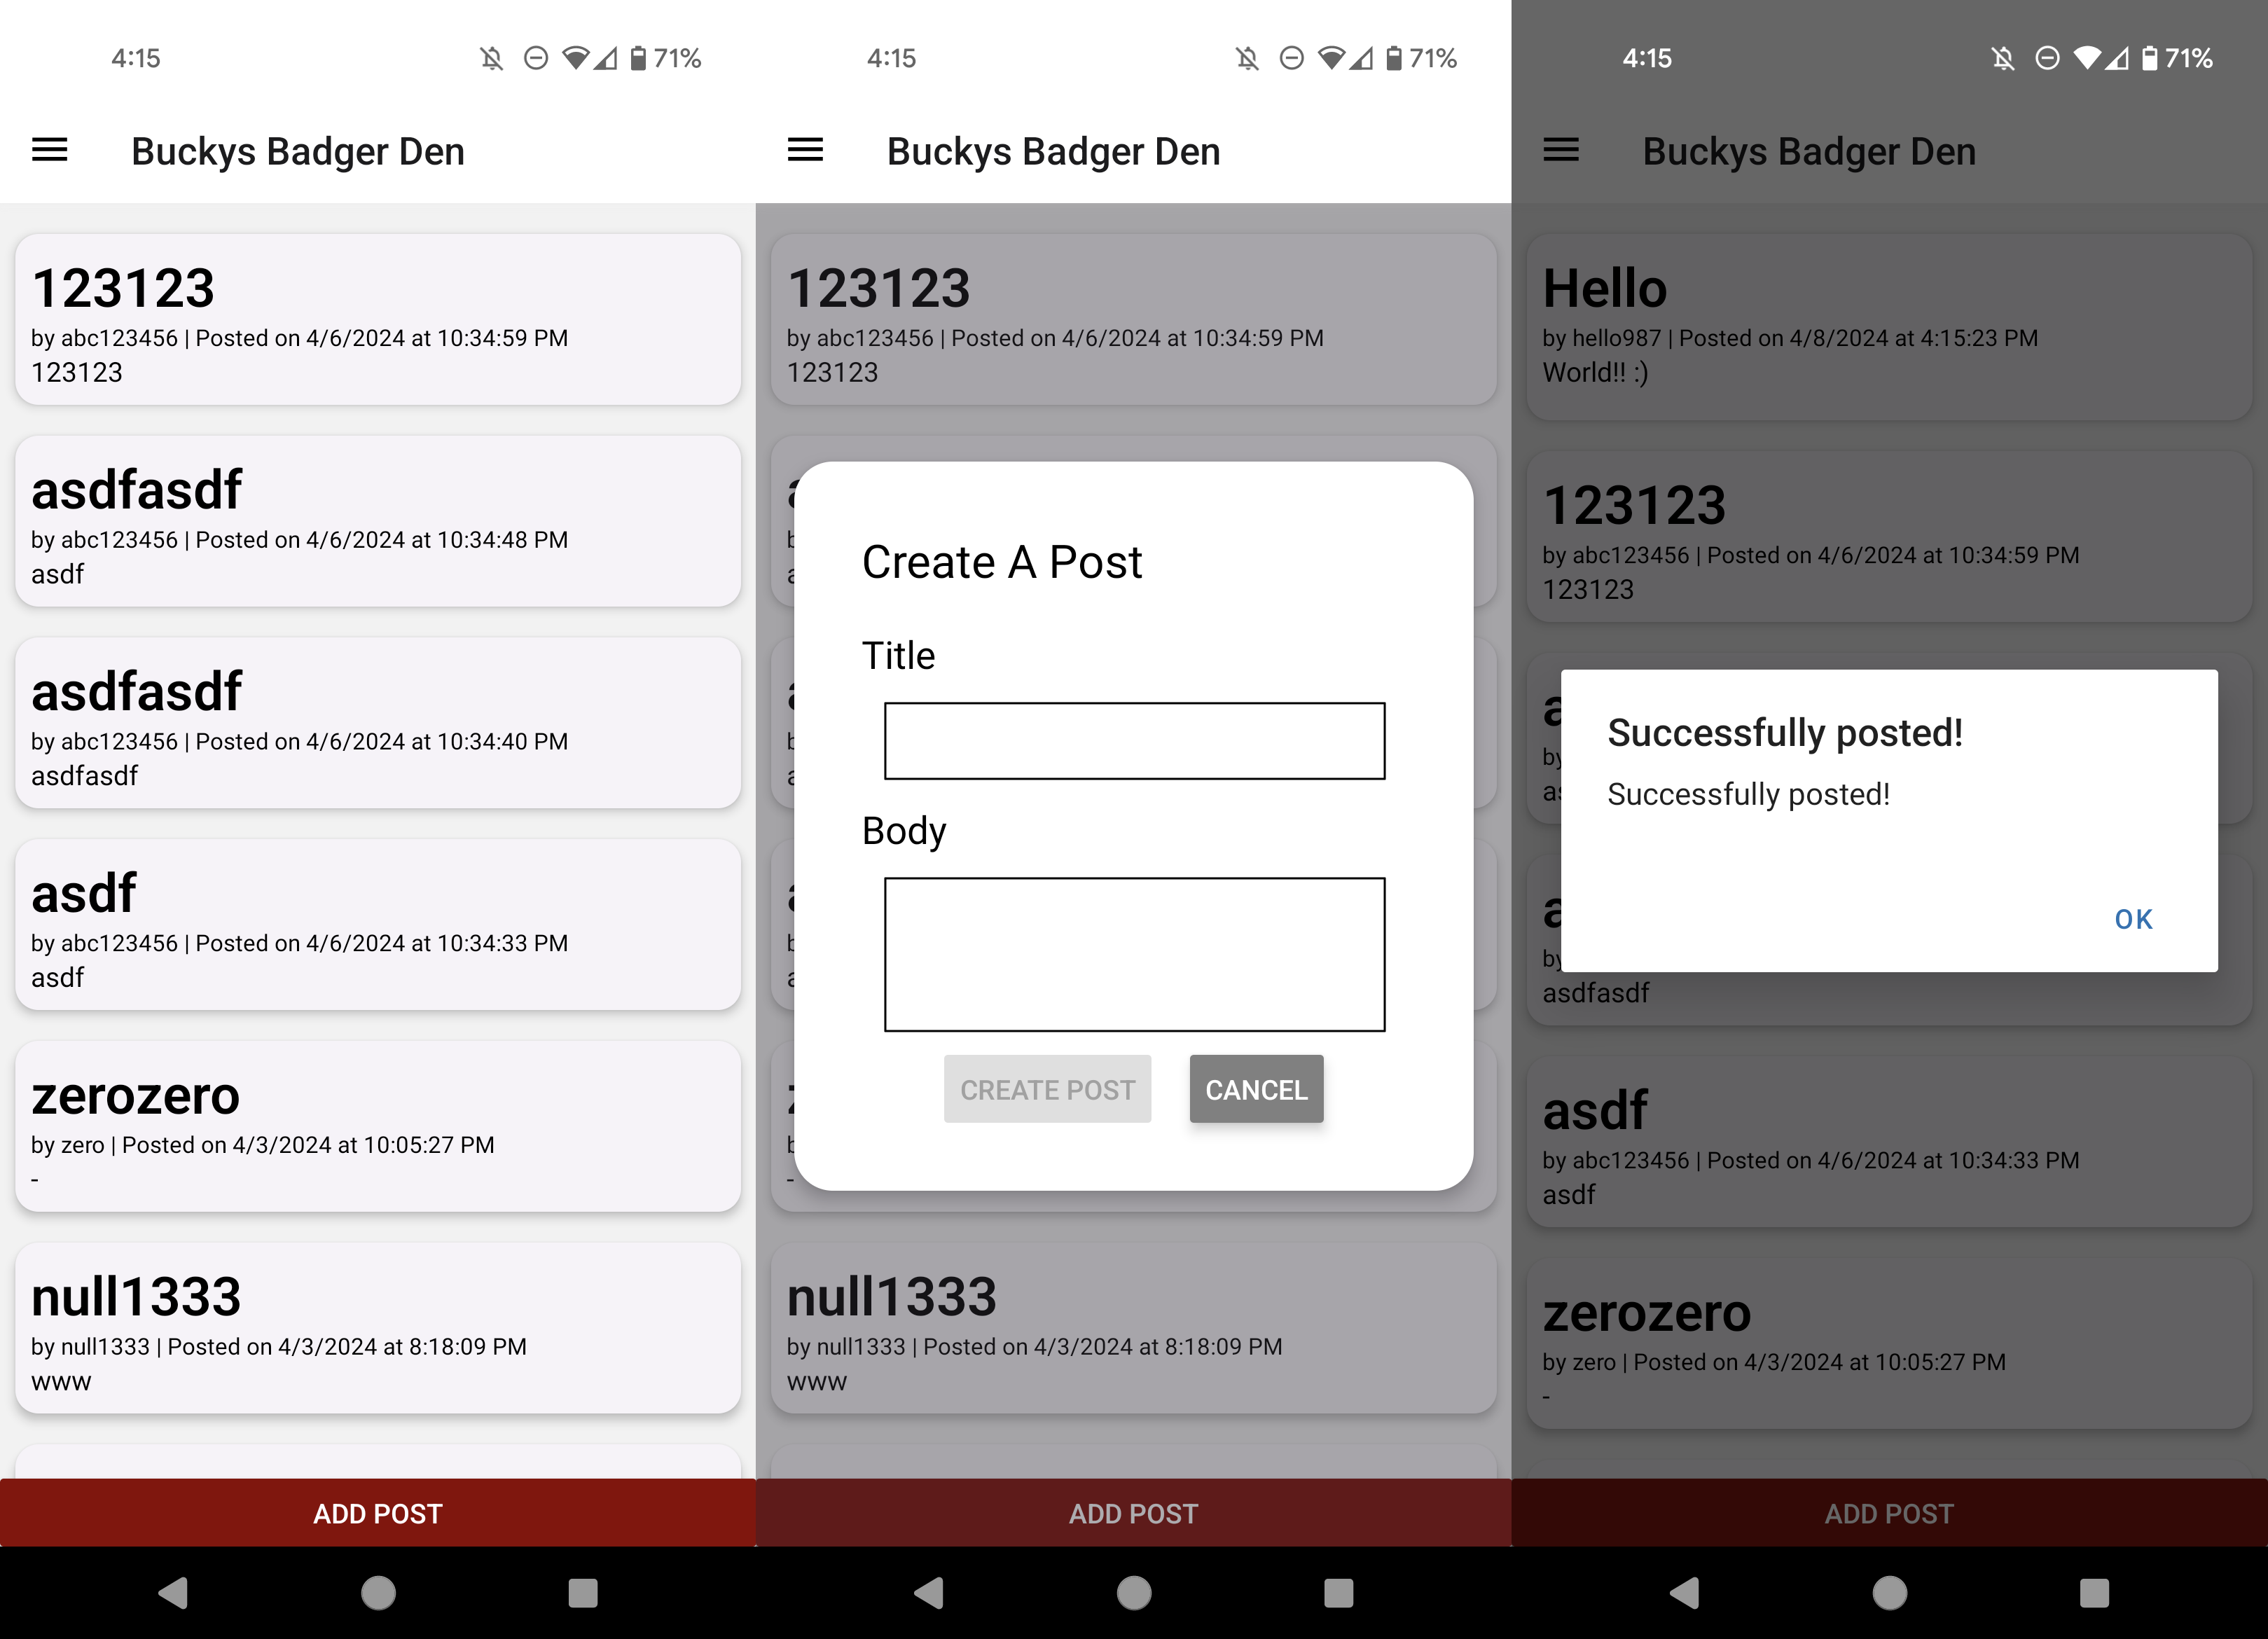 4:15
71%
Buckys Badger Den
123123
by abc123456 | Posted on 4/6/2024 at 10:34:59 PM
123123
asdfasdf
by abc123456 | Posted on 4/6/2024 at 10:34:48 PM
asdf
asdfasdf
by abc123456 | Posted on 4/6/2024 at 10:34:40 PM
asdfasdf
asdf
by abc123456 | Posted on 4/6/2024 at 10:34:33 PM
asdf
zerozero
by zero | Posted on 4/3/2024 at 10:05:27 PM
-
null1333
by null1333 | Posted on 4/3/2024 at 8:18:09 PM
www
ADD POST
4:15
71%
Buckys Badger Den
123123
by abc123456 | Posted on 4/6/2024 at 10:34:59 PM
123123
Create A Post
Title
Body
CREATE POST
CANCEL
-
null1333
by null1333 | Posted on 4/3/2024 at 8:18:09 PM
www
ADD POST
4:15
71%
Buckys Badger Den
Hello
by hello987 | Posted on 4/8/2024 at 4:15:23 PM
World!! :)
123123
by abc123456 | Posted on 4/6/2024 at 10:34:59 PM
123123
Successfully posted!
Successfully posted!
OK
by
asdfasdf
asdf
by abc123456 | Posted on 4/6/2024 at 10:34:33 PM
asdf
zerozero
by zero | Posted on 4/3/2024 at 10:05:27 PM
-
ADD POST